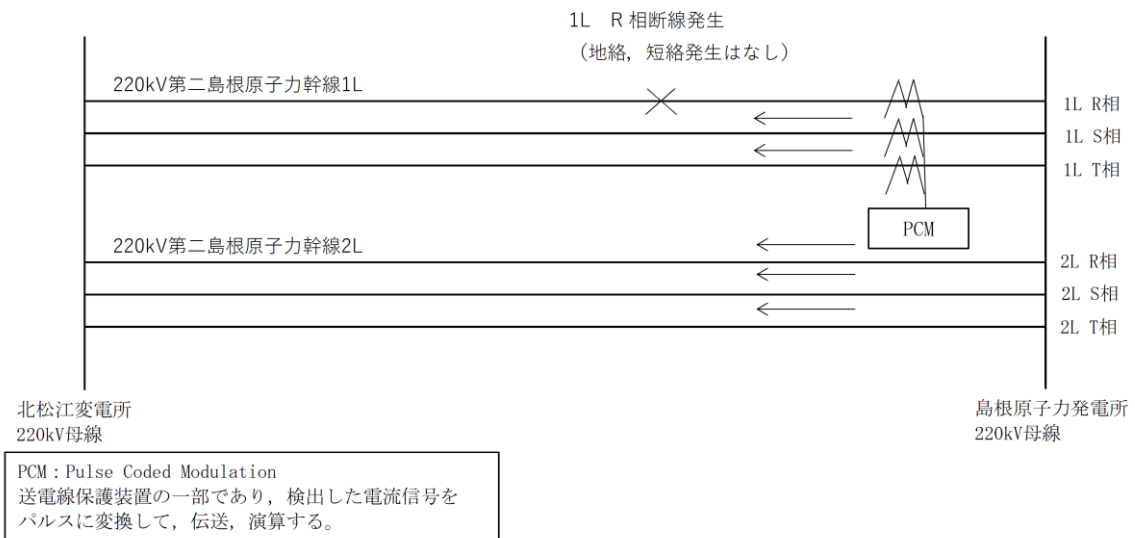 1L R相断線発生
（地絡，短絡発生はなし）
220kV第二島根原子力幹線1L
1L R相
1L S相
1L T相
PCM
220kV第二島根原子力幹線2L
2L R相
2L S相
2L T相
北松江変電所
220kV母線
島根原子力発電所
220kV母線
PCM：Pulse Coded Modulation
送電線保護装置の一部であり，検出した電流信号を
パルスに変換して，伝送，演算する。